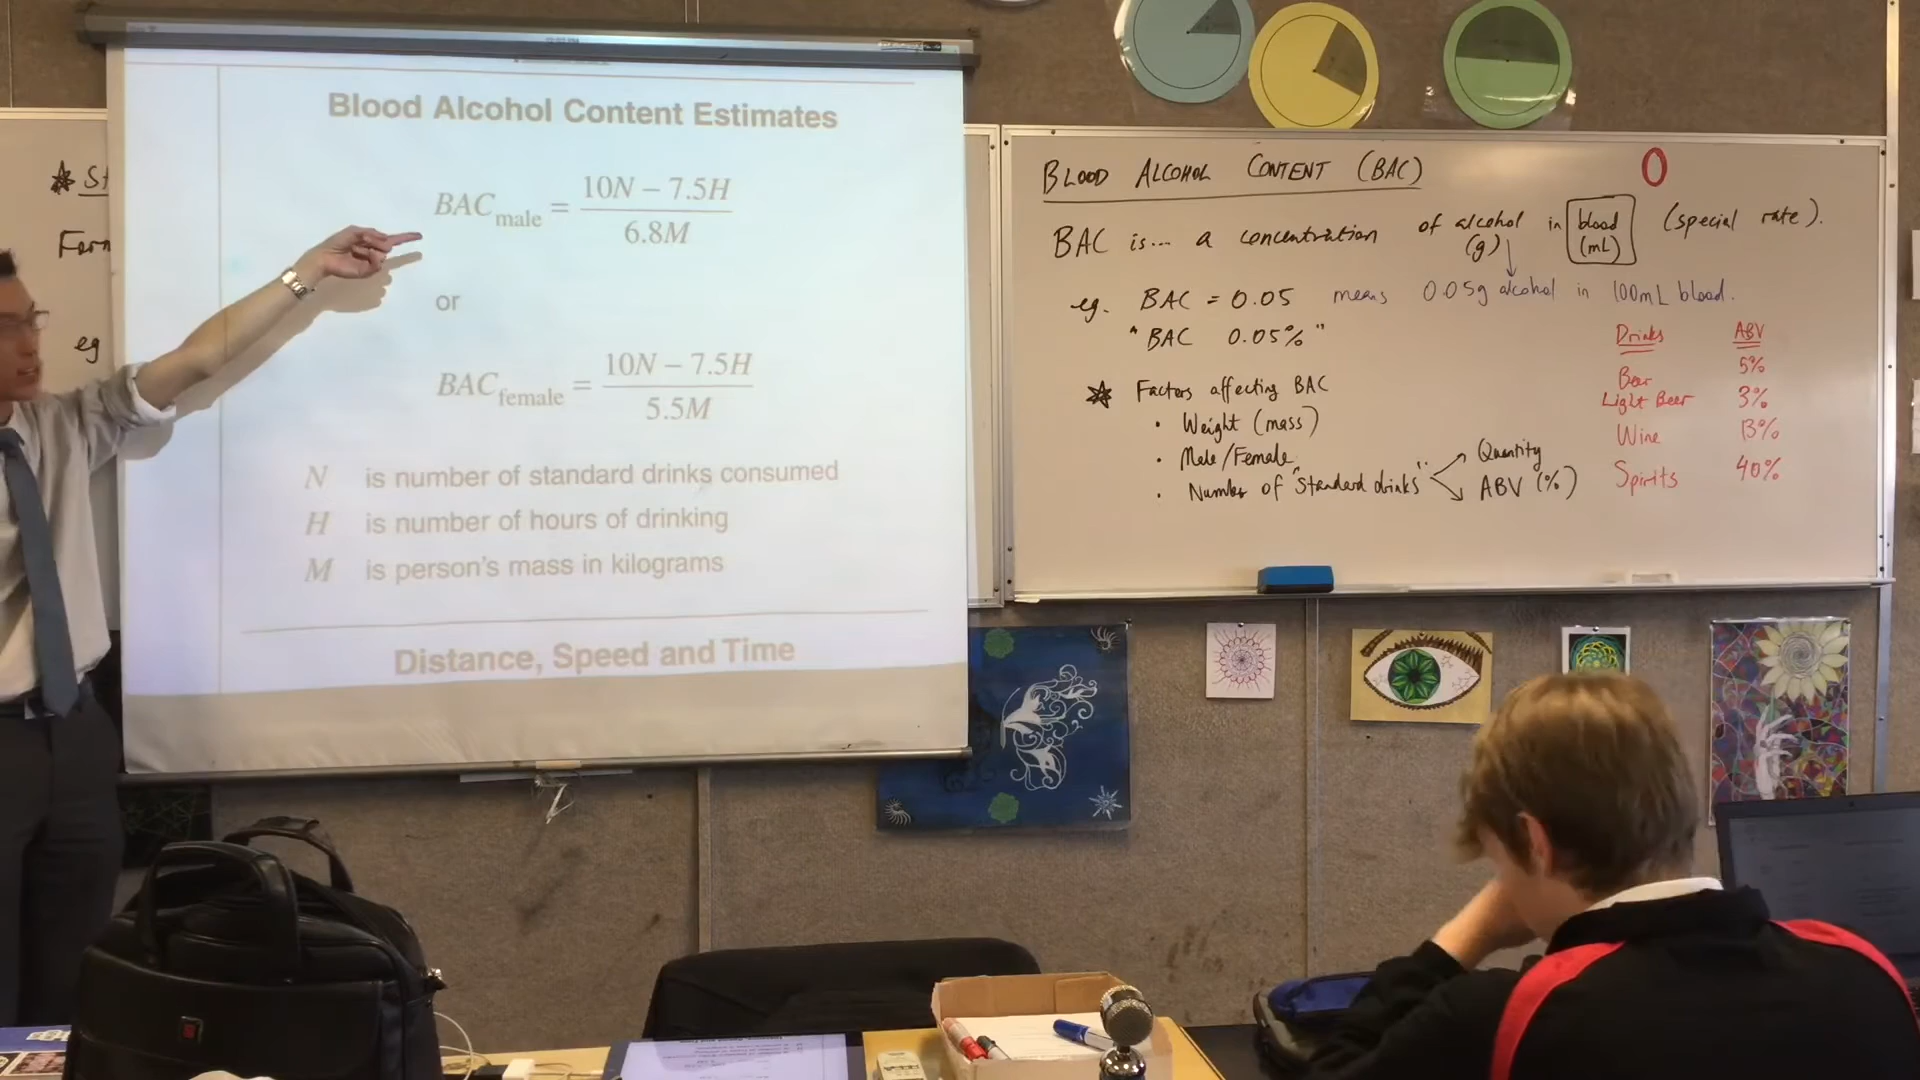 Blood Alcohol Content Estimates
BAC_male = (10N − 7.5H) / 6.8M
or
BAC_female = (10N − 7.5H) / 5.5M
N is number of standard drinks consumed
H is number of hours of drinking
M is person's mass in kilograms
Distance, Speed and Time
eg
BLOOD ALCOHOL CONTENT (BAC)
O
BAC is... a concentration of alcohol (g) in blood (mL) (special rate).
eg. BAC = 0.05 means 0.05g alcohol in 100mL blood.
"BAC 0.05%"
Factors affecting BAC
• Weight (mass)
• Male/Female
• Number of "Standard drinks"
Quantity
ABV (%)
Drinks ABV
Beer 5%
Light Beer 3%
Wine 13%
Spirits 40%